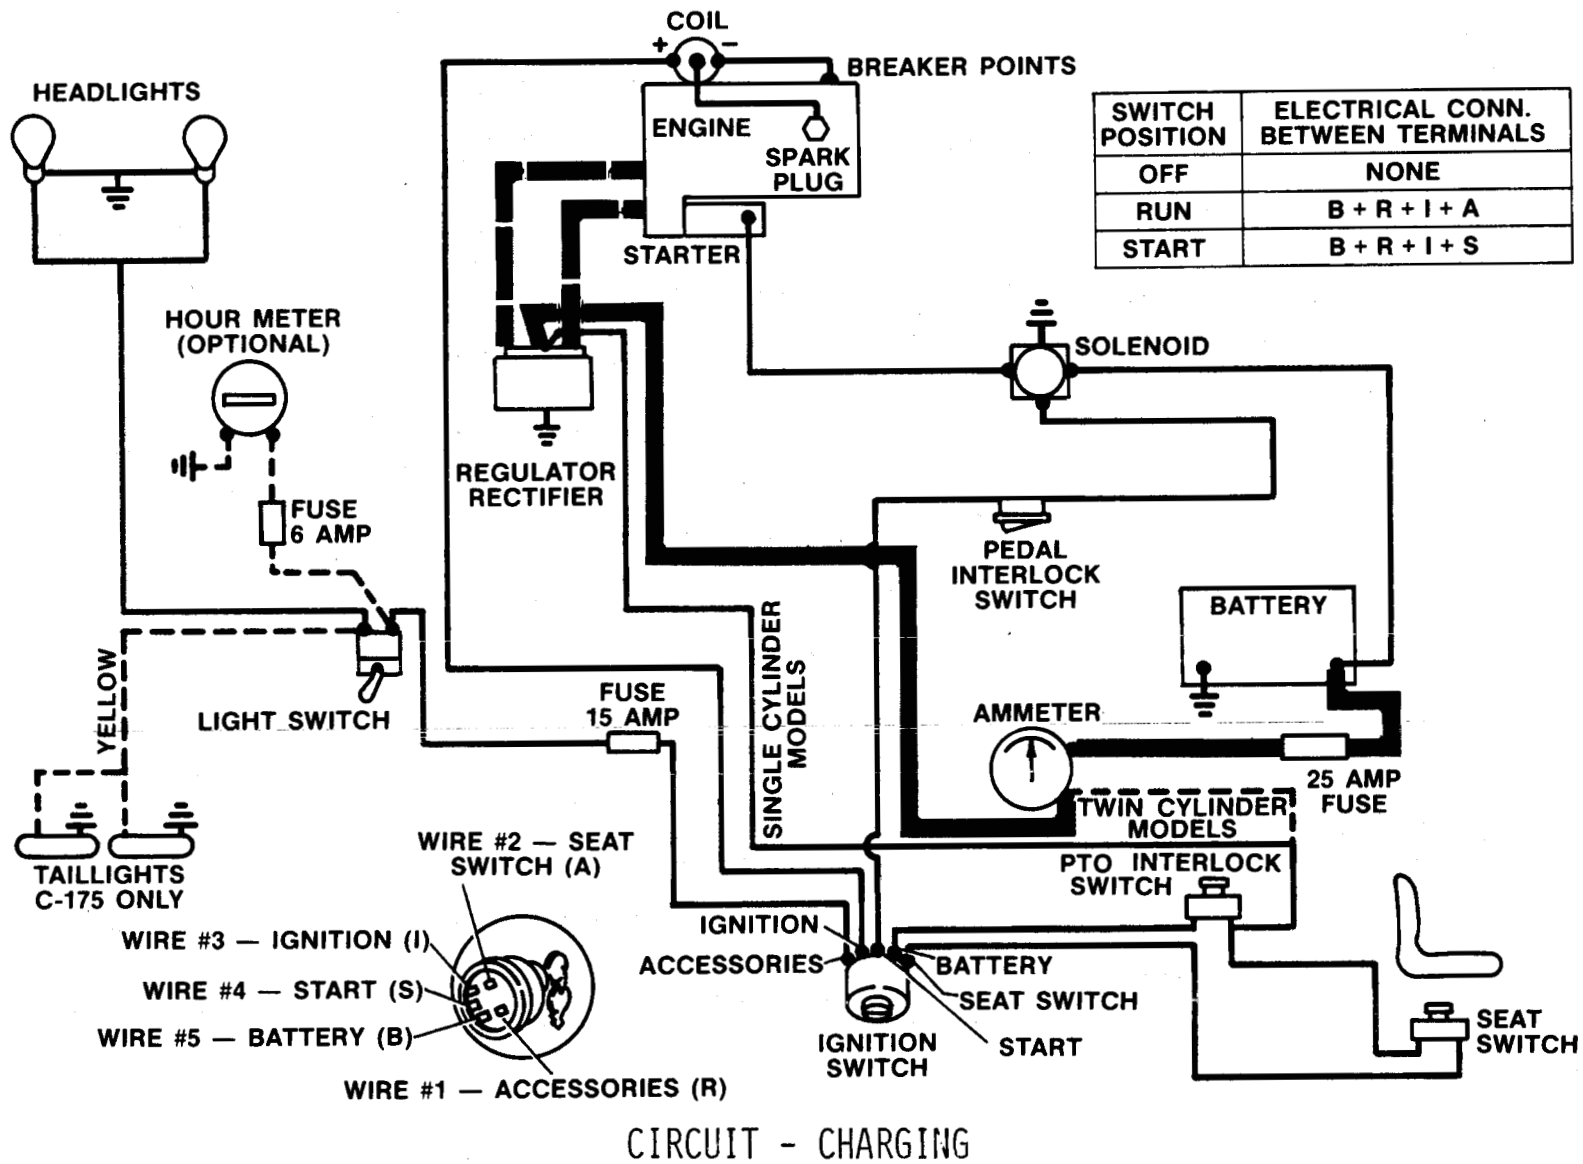 COIL
+ −
BREAKER POINTS
HEADLIGHTS
ENGINE
SPARK
PLUG
STARTER
SWITCH
POSITION
ELECTRICAL CONN.
BETWEEN TERMINALS
OFF NONE
RUN B + R + I + A
START B + R + I + S
HOUR METER
(OPTIONAL)
SOLENOID
FUSE
6 AMP
REGULATOR
RECTIFIER
PEDAL
INTERLOCK
SWITCH
BATTERY
SINGLE CYLINDER
MODELS
YELLOW
LIGHT SWITCH
FUSE
15 AMP
AMMETER
25 AMP
FUSE
TWIN CYLINDER
MODELS
PTO INTERLOCK
SWITCH
TAILLIGHTS
C-175 ONLY
WIRE #2 — SEAT
SWITCH (A)
WIRE #3 — IGNITION (I)
WIRE #4 — START (S)
WIRE #5 — BATTERY (B)
WIRE #1 — ACCESSORIES (R)
IGNITION
ACCESSORIES
BATTERY
SEAT SWITCH
START
IGNITION
SWITCH
SEAT
SWITCH
CIRCUIT - CHARGING